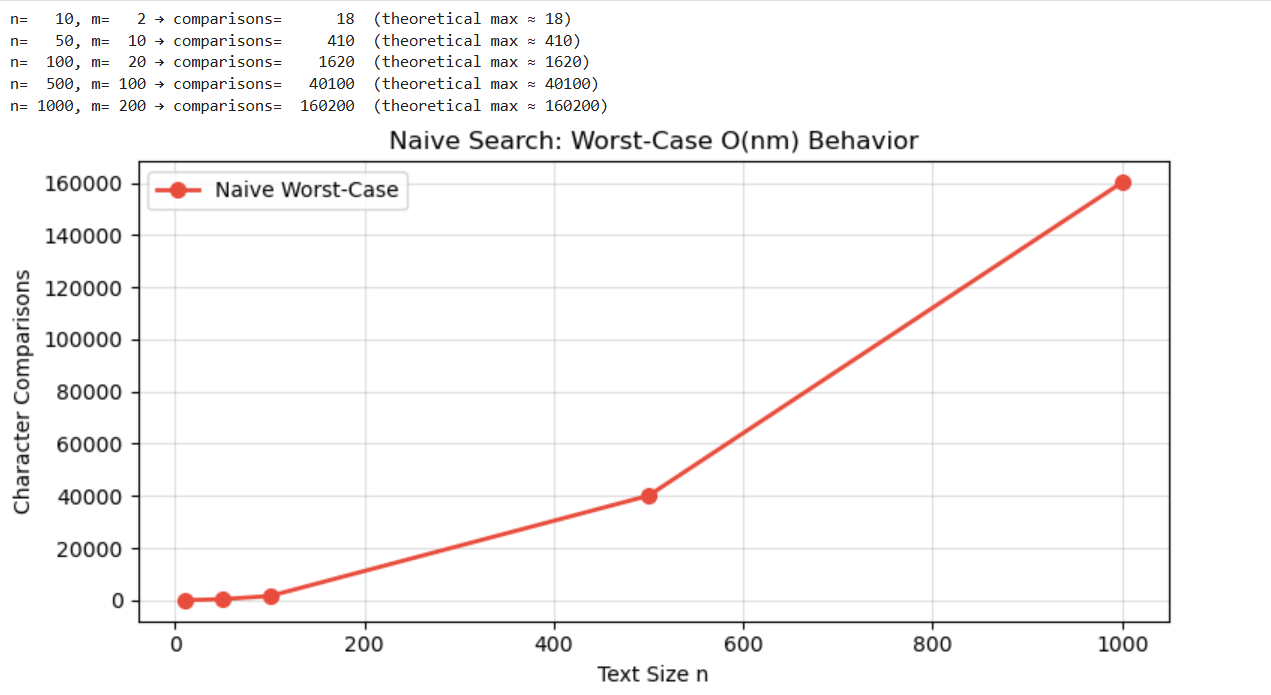 n=   10, m=   2 → comparisons=      18  (theoretical max ≈ 18)
n=   50, m=  10 → comparisons=     410  (theoretical max ≈ 410)
n=  100, m=  20 → comparisons=    1620  (theoretical max ≈ 1620)
n=  500, m= 100 → comparisons=   40100  (theoretical max ≈ 40100)
n= 1000, m= 200 → comparisons=  160200  (theoretical max ≈ 160200)
Naive Search: Worst-Case O(nm) Behavior
Naive Worst-Case
Character Comparisons
160000
140000
120000
100000
80000
60000
40000
20000
0
0 200 400 600 800 1000
Text Size n